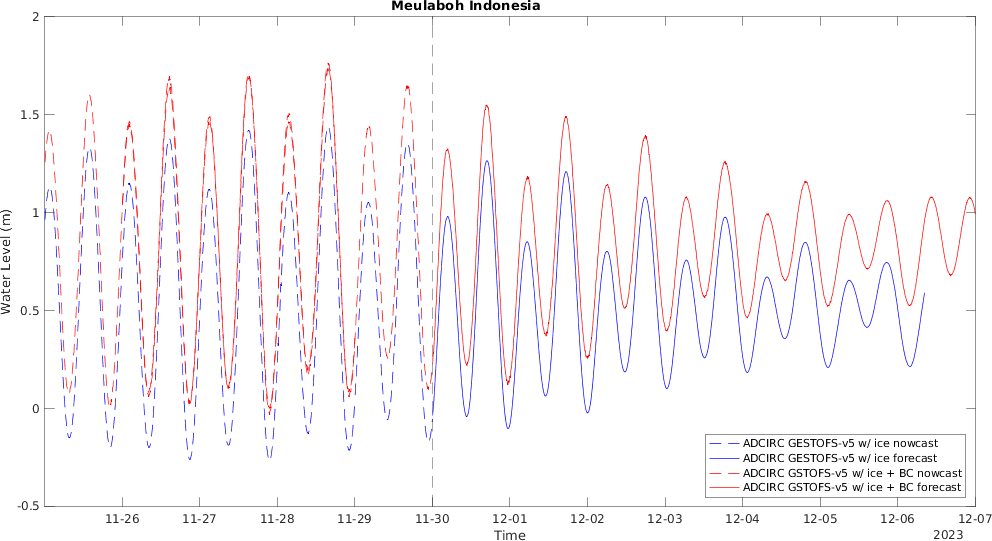 Meulaboh Indonesia
2
1.5
1
0.5
0
-0.5
Water Level (m)
11-26 11-27 11-28 11-29 11-30 12-01 12-02 12-03 12-04 12-05 12-06 12-07
Time
2023
ADCIRC GESTOFS-v5 w/ ice nowcast
ADCIRC GESTOFS-v5 w/ ice forecast
ADCIRC GSTOFS-v5 w/ ice + BC nowcast
ADCIRC GSTOFS-v5 w/ ice + BC forecast